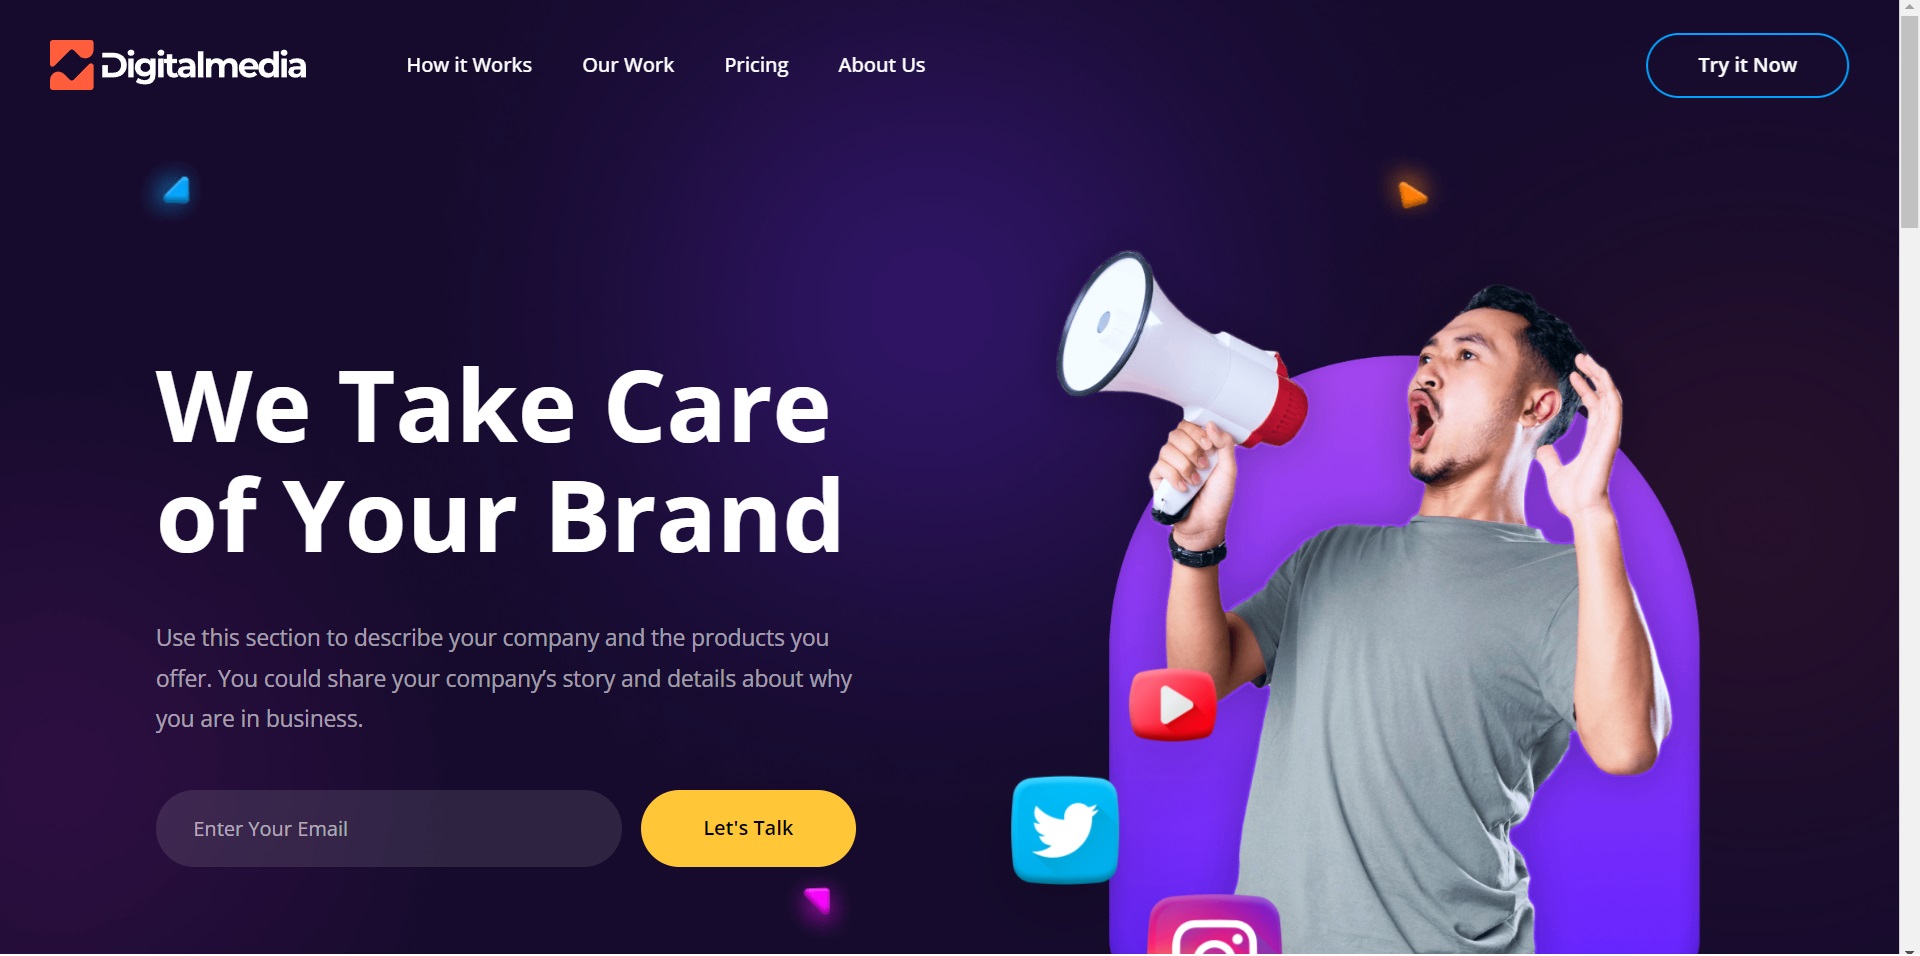 Digitalmedia
How it Works
Our Work
Pricing
About Us
Try it Now
We Take Care
of Your Brand
Use this section to describe your company and the products you
offer. You could share your company’s story and details about why
you are in business.
Enter Your Email
Let's Talk